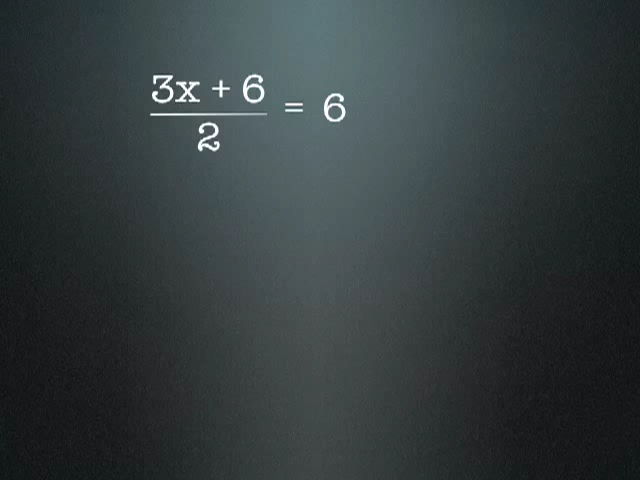 3x + 6
= 6
2